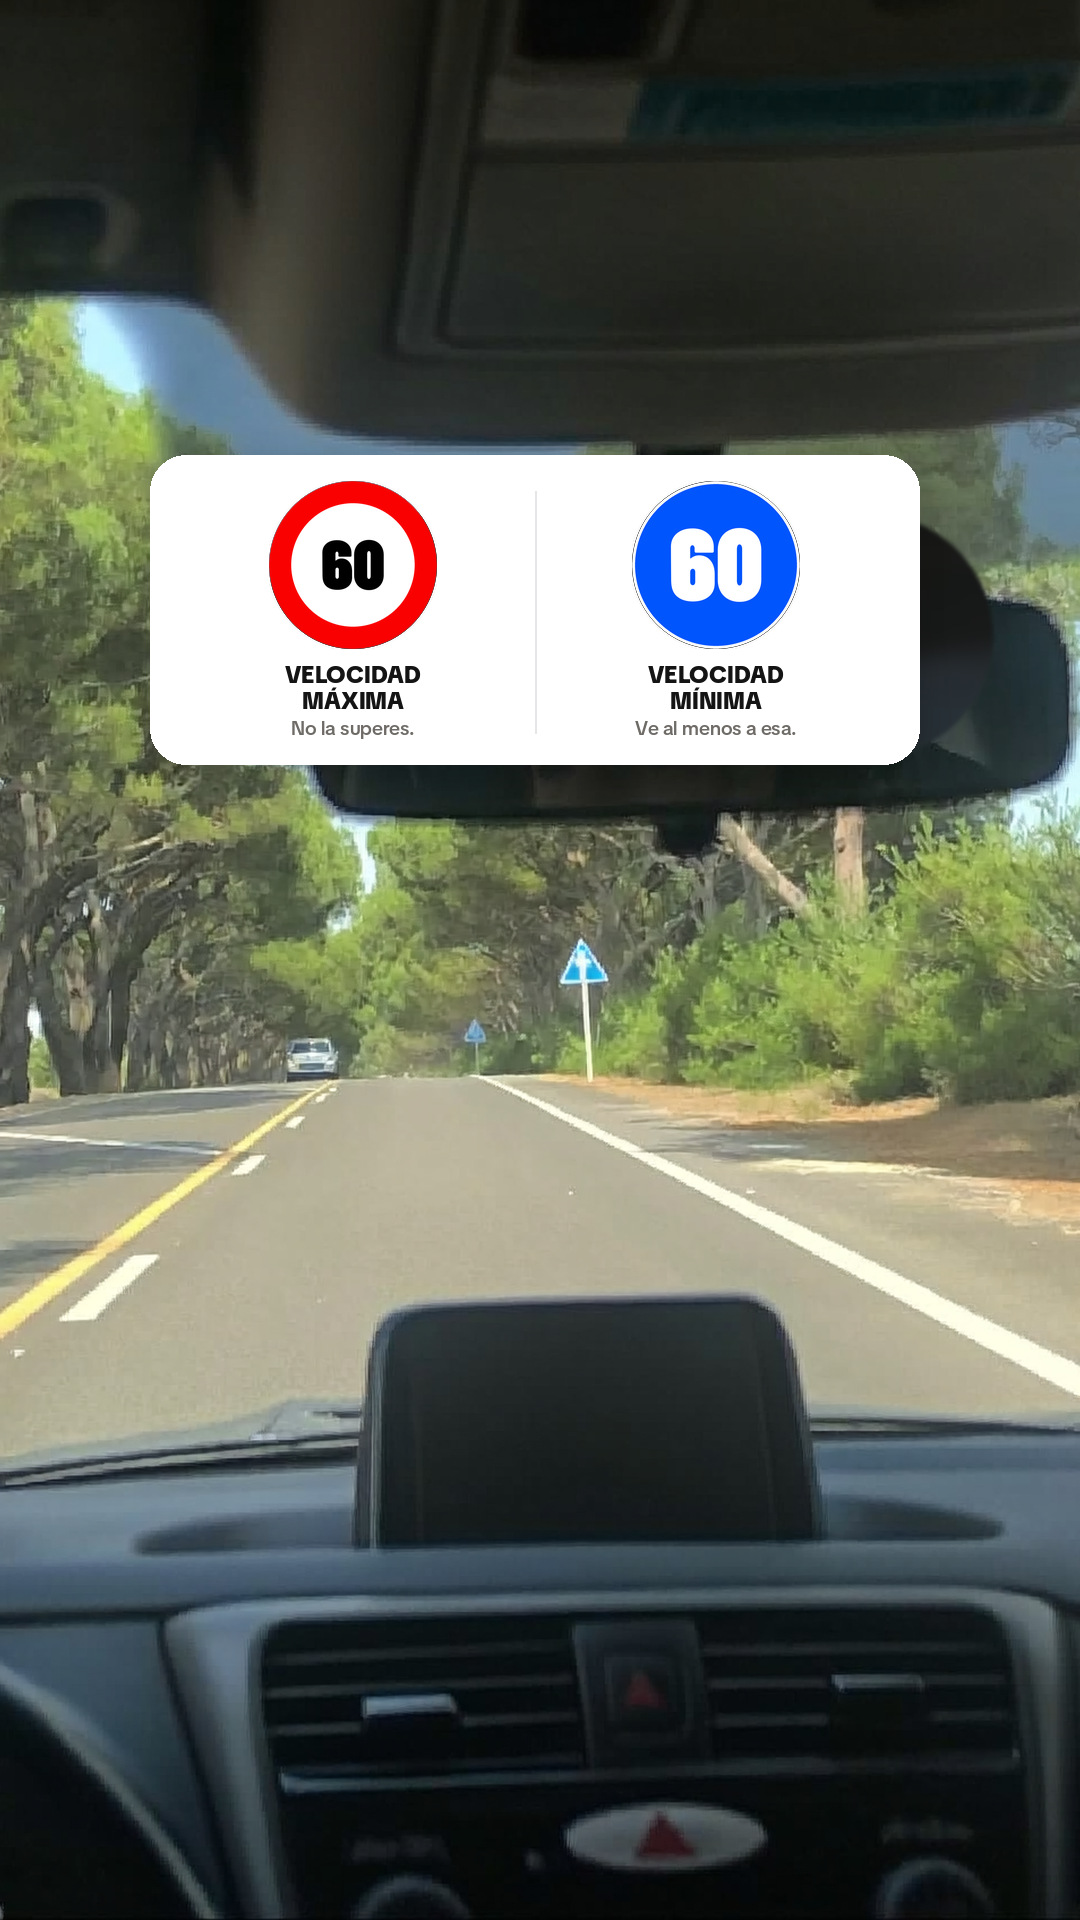 60
VELOCIDAD
MÁXIMA
No la superes.
60
VELOCIDAD
MÍNIMA
Ve al menos a esa.